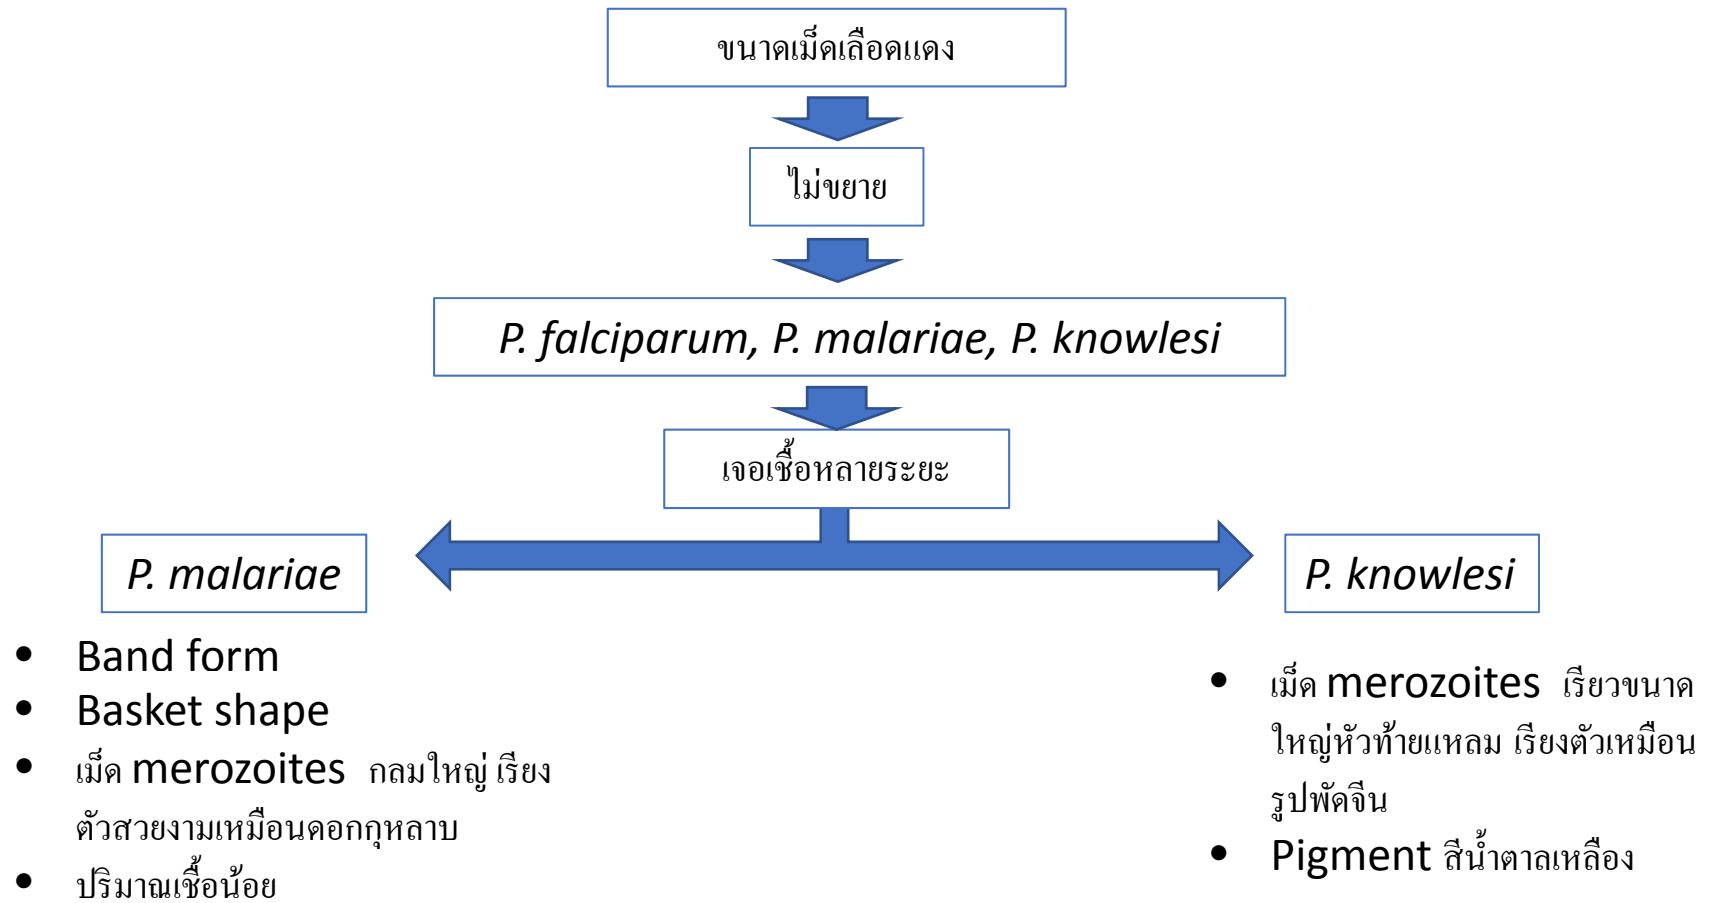 ขนาดเม็ดเลือดแดง
ไม่ขยาย
P. falciparum, P. malariae, P. knowlesi
เจอเชื้อหลายระยะ
P. malariae
• Band form
• Basket shape
• เม็ด merozoites กลมใหญ่ เรียง
ตัวสวยงามเหมือนดอกกุหลาบ
• ปริมาณเชื้อน้อย
P. knowlesi
• เม็ด merozoites เรียวขนาด
ใหญ่หัวท้ายแหลม เรียงตัวเหมือน
รูปพัดจีน
• Pigment สีน้ำตาลเหลือง